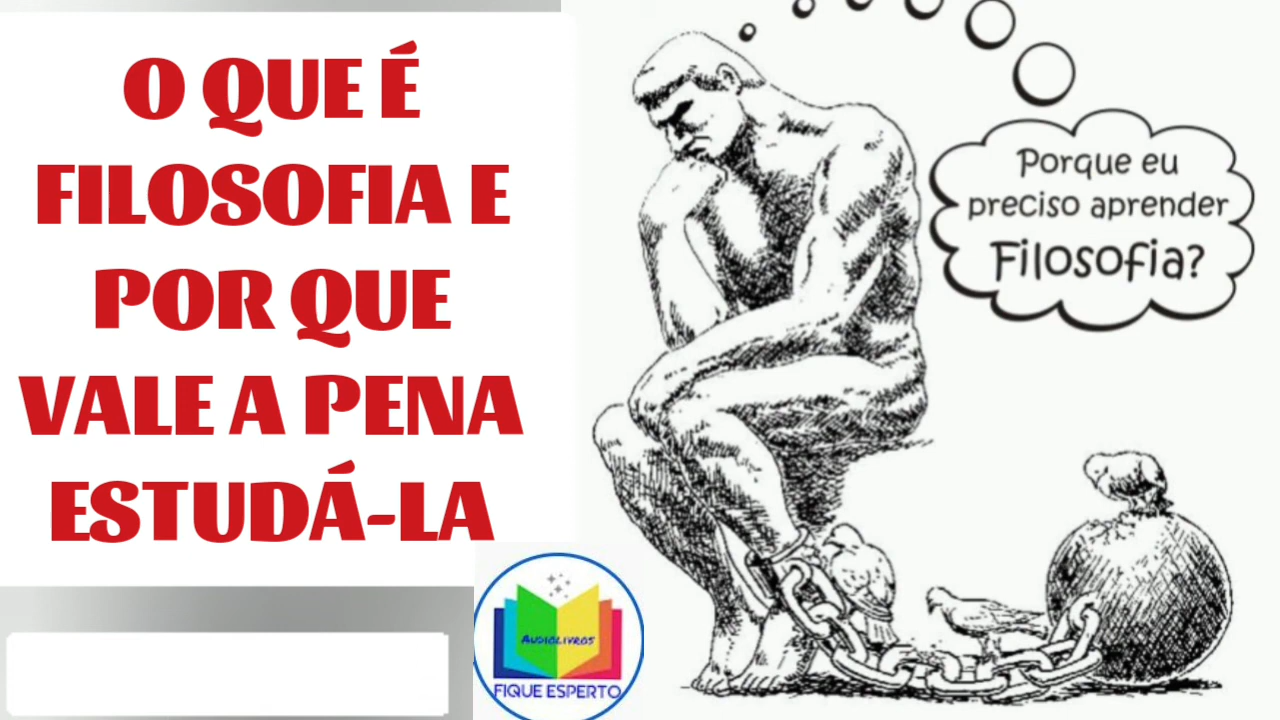 O QUE É
FILOSOFIA E
POR QUE
VALE A PENA
ESTUDÁ-LA
Porque eu
preciso aprender
Filosofia?
AUDIOLIVROS
FIQUE ESPERTO